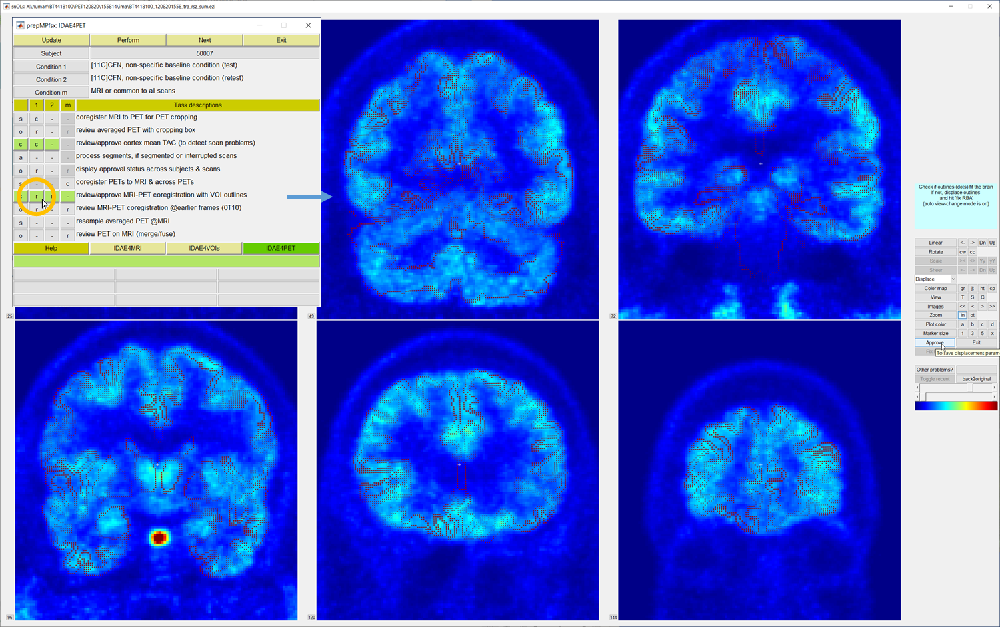 snOLs: X:\human\BT4418100\PET120820\155814\ima\BT4418100_1208201558_tra_rsz_sum.ezi
prepMPfsx: IDAE4PET
Update Perform Next Exit
Subject 50007
Condition 1 [11C]CFN, non-specific baseline condition (test)
Condition 2 [11C]CFN, non-specific baseline condition (retest)
Condition m MRI or common to all scans
1 2 m Task descriptions
s c - - coregister MRI to PET for PET cropping
o r - r review averaged PET with cropping box
c c - - review/approve cortex mean TAC (to detect scan problems)
a - - - process segments, if segmented or interrupted scans
o r - r display approval status across subjects & scans
s - - c coregister PETs to MRI & across PETs
r - review/approve MRI-PET coregistration with VOI outlines
o r - r review MRI-PET coregistration @earlier frames (0T10)
s - - - resample averaged PET @MRI
o - - r review PET on MRI (merge/fuse)
Help IDAE4MRI IDAE4VOIs IDAE4PET
25
49
72
96
120
144
Check if outlines (dots) fit the brain
If not, displace outlines
and hit 'fix RBA'
(auto view-change mode is on)
Linear <- -> Dn Up
Rotate cw cc
Scale >< <> Yy yY
Sheer <- -> Dn Up
Displace
Color map gr jt ht cp
View T S C
Images << < > >>
Zoom in ot
Plot color a b c d
Marker size 1 3 5 x
Approve Exit
Fix
To save displacement param
Other problems?
Toggle recent back2original